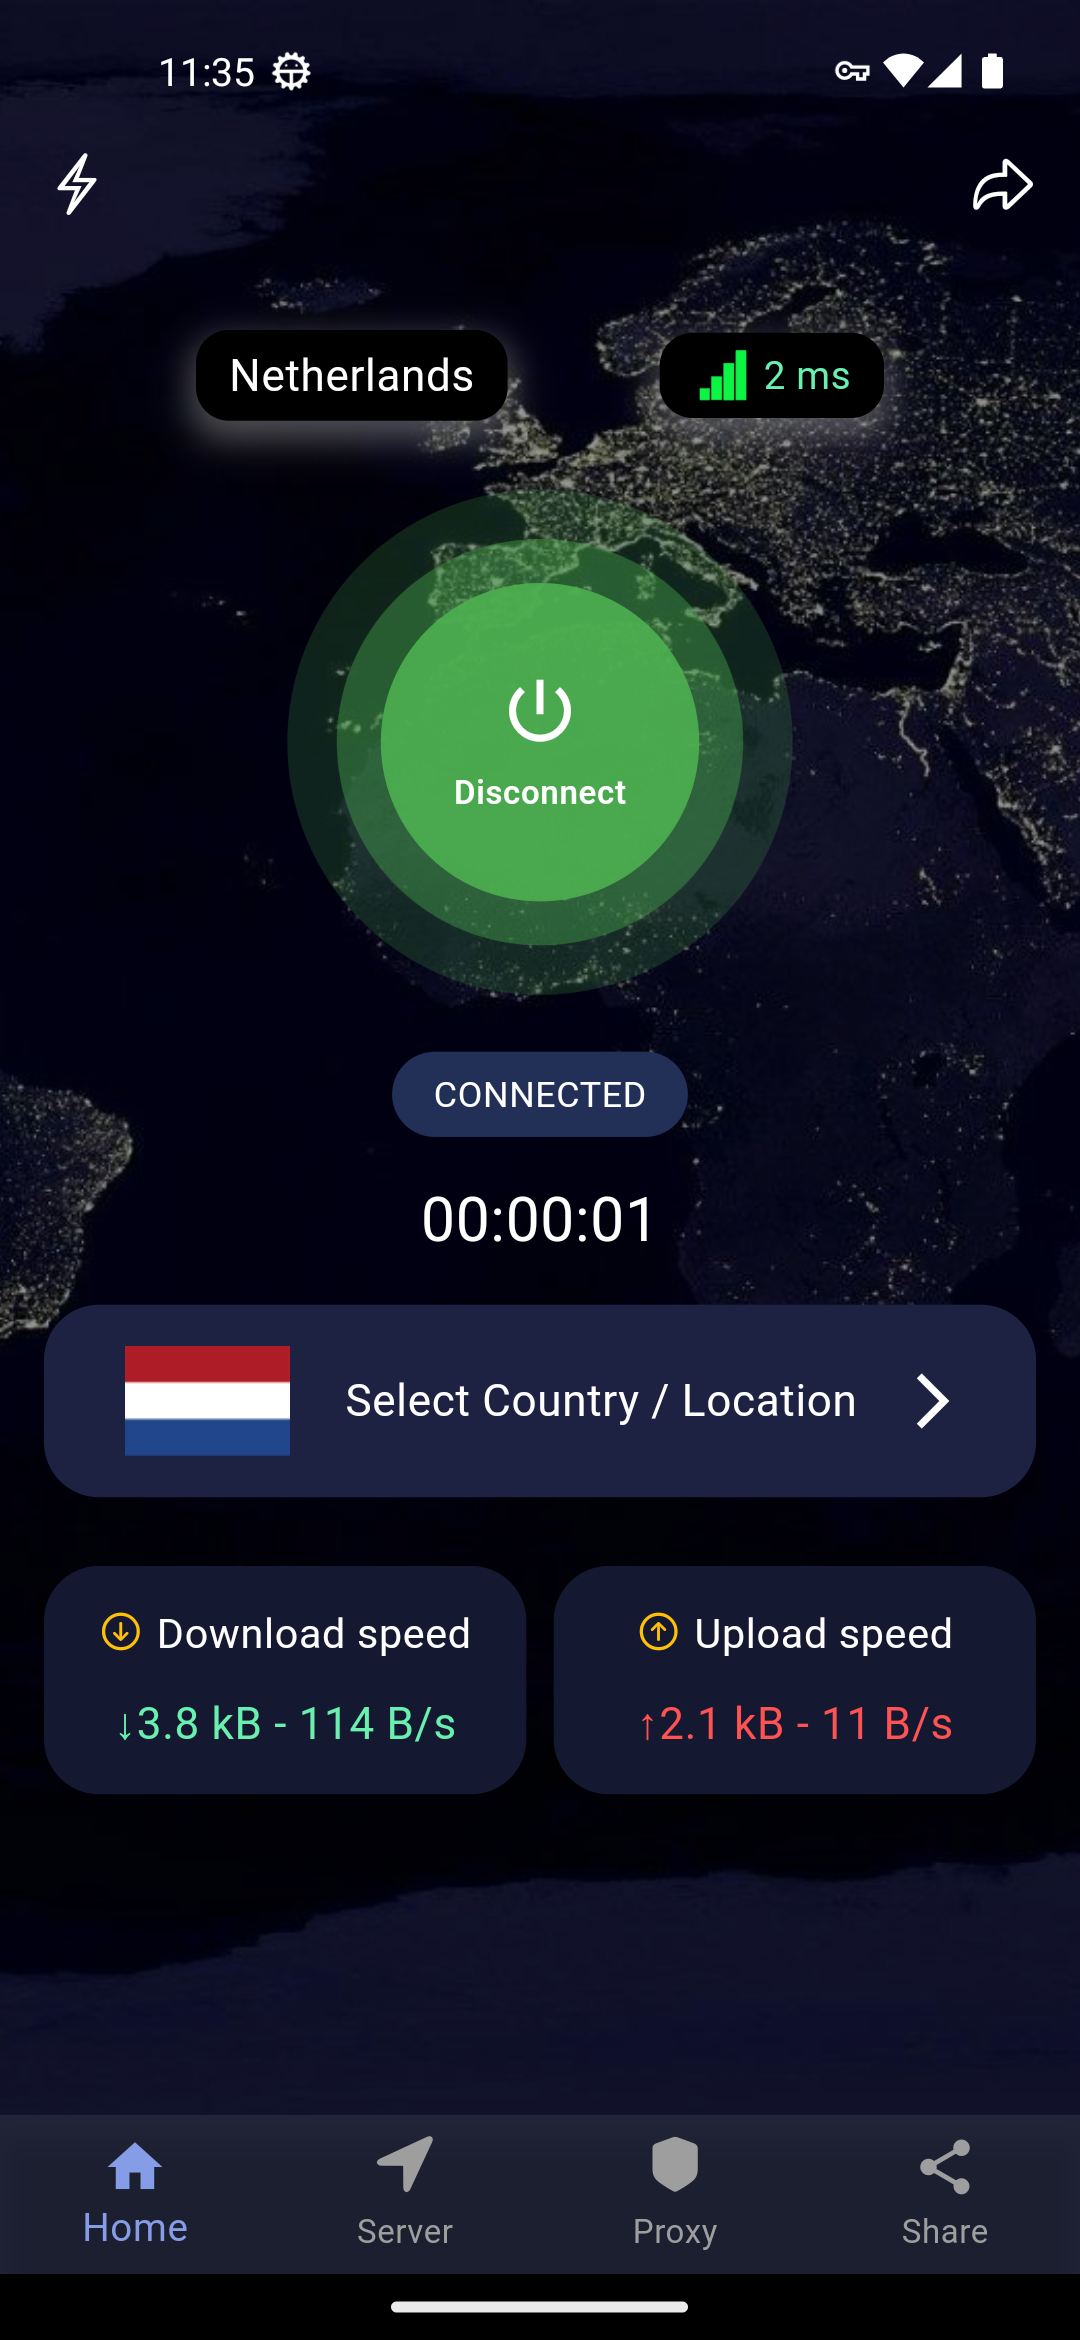 11:35
Netherlands
2 ms
Disconnect
CONNECTED
00:00:01
Select Country / Location
Download speed
↓3.8 kB - 114 B/s
Upload speed
↑2.1 kB - 11 B/s
Home
Server
Proxy
Share